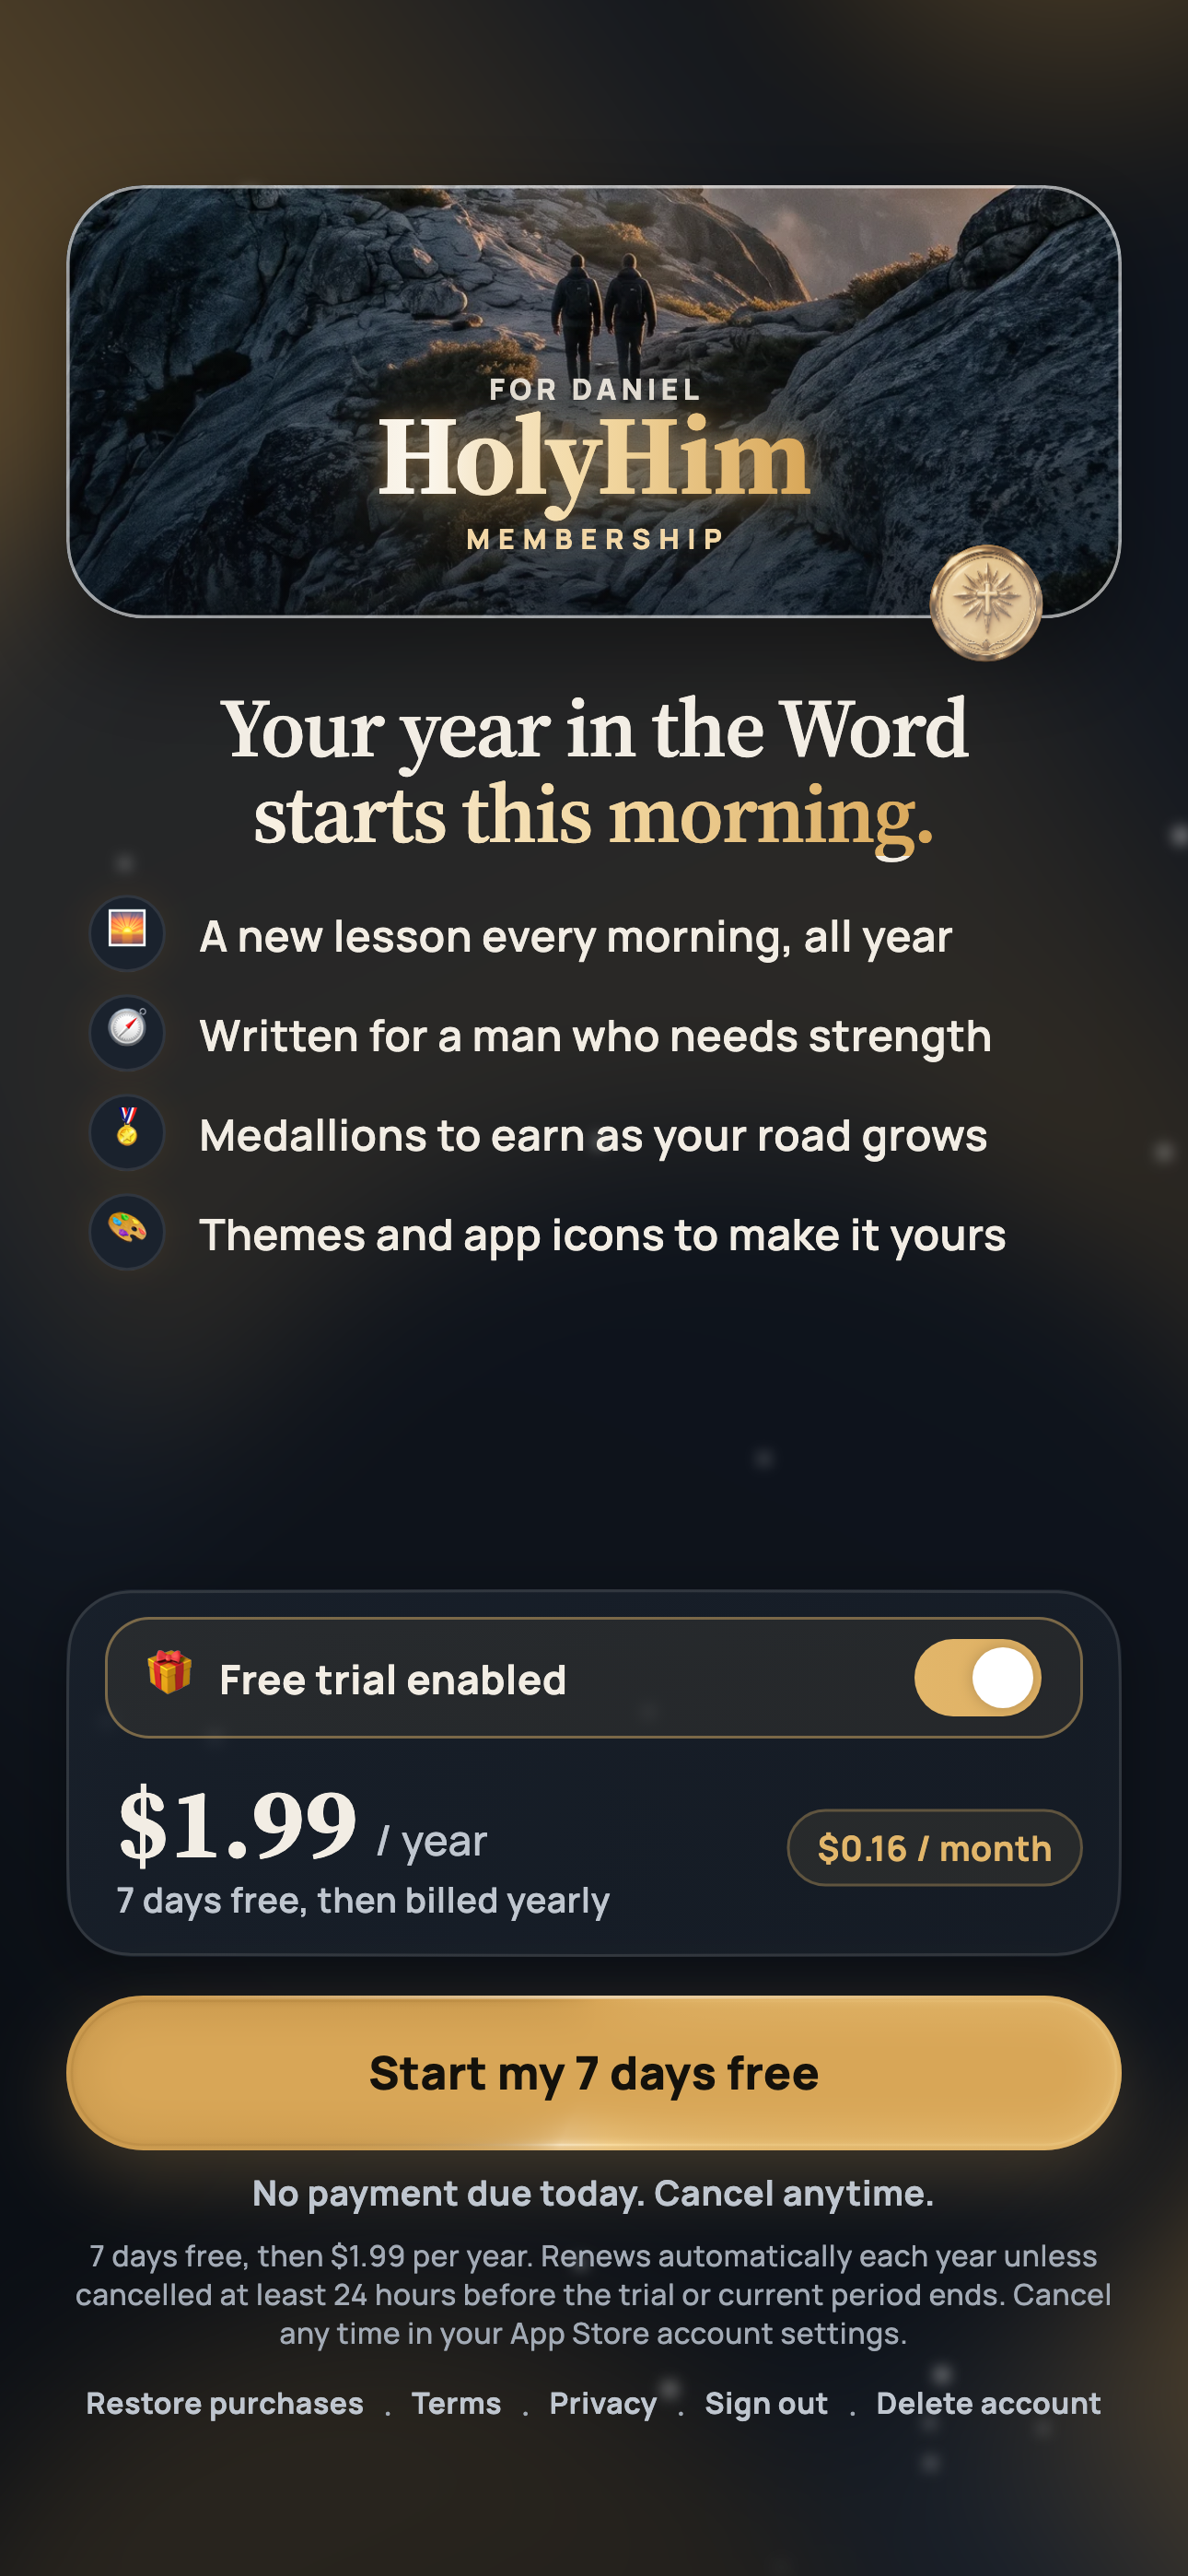 FOR DANIEL
HolyHim
MEMBERSHIP
Your year in the Word
starts this morning.
A new lesson every morning, all year
Written for a man who needs strength
Medallions to earn as your road grows
Themes and app icons to make it yours
Free trial enabled
$1.99 / year
$0.16 / month
7 days free, then billed yearly
Start my 7 days free
No payment due today. Cancel anytime.
7 days free, then $1.99 per year. Renews automatically each year unless
cancelled at least 24 hours before the trial or current period ends. Cancel
any time in your App Store account settings.
Restore purchases . Terms . Privacy . Sign out . Delete account